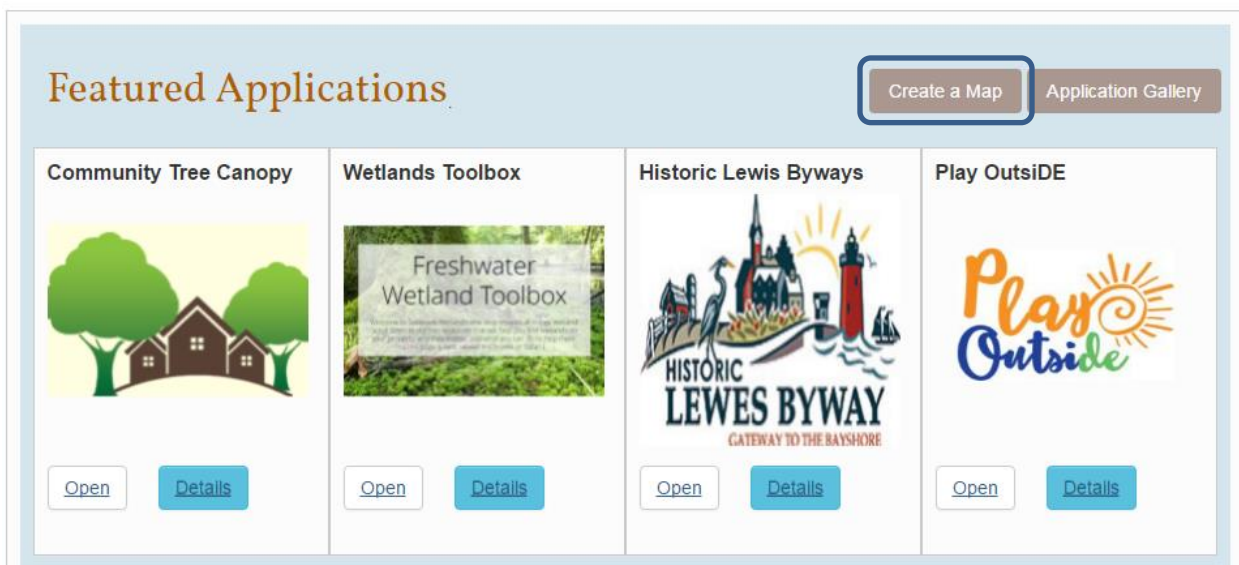 Featured Applications
Create a Map
Application Gallery
Community Tree Canopy
Wetlands Toolbox
Historic Lewis Byways
Play OutsiDE
Freshwater
Wetland Toolbox
HISTORIC
LEWES BYWAY
GATEWAY TO THE BAYSHORE
Play
Outside
Open
Details
Open
Details
Open
Details
Open
Details